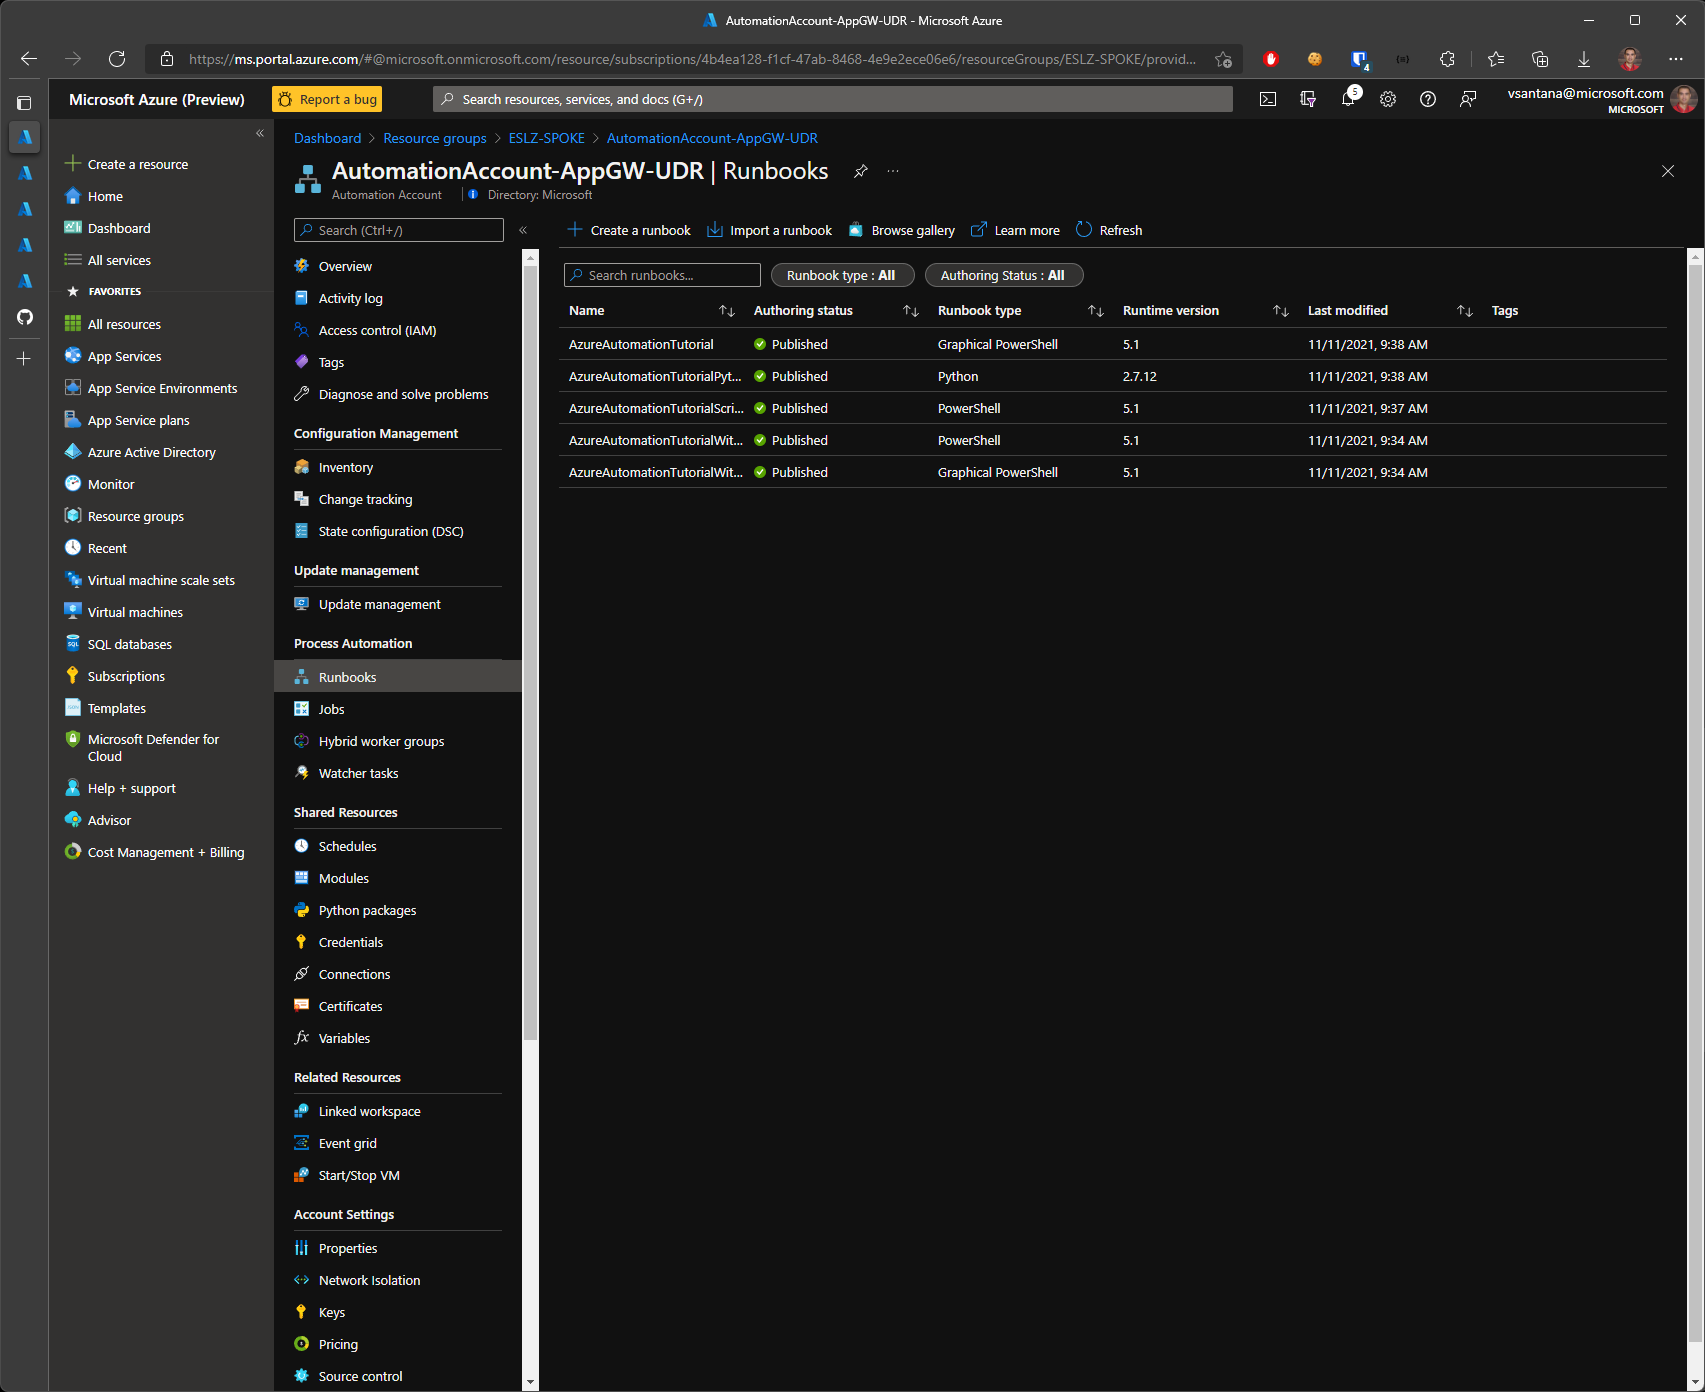 AutomationAccount-AppGW-UDR - Microsoft Azure
https://ms.portal.azure.com/#@microsoft.onmicrosoft.com/resource/subscriptions/4b4ea128-f1cf-47ab-8468-4e9e2ece06e6/resourceGroups/ESLZ-SPOKE/provid...
4
Microsoft Azure (Preview)
Report a bug
Search resources, services, and docs (G+/)
5
vsantana@microsoft.com
MICROSOFT
Create a resource
Home
Dashboard
All services
FAVORITES
All resources
App Services
App Service Environments
App Service plans
Azure Active Directory
Monitor
Resource groups
Recent
Virtual machine scale sets
Virtual machines
SQL databases
Subscriptions
Templates
Microsoft Defender for
Cloud
Help + support
Advisor
Cost Management + Billing
Dashboard > Resource groups > ESLZ-SPOKE > AutomationAccount-AppGW-UDR
AutomationAccount-AppGW-UDR | Runbooks
Automation Account
Directory: Microsoft
Search (Ctrl+/)
Overview
Activity log
Access control (IAM)
Tags
Diagnose and solve problems
Configuration Management
Inventory
Change tracking
State configuration (DSC)
Update management
Update management
Process Automation
Runbooks
Jobs
Hybrid worker groups
Watcher tasks
Shared Resources
Schedules
Modules
Python packages
Credentials
Connections
Certificates
Variables
Related Resources
Linked workspace
Event grid
Start/Stop VM
Account Settings
Properties
Network Isolation
Keys
Pricing
Source control
Create a runbook Import a runbook Browse gallery Learn more Refresh
Search runbooks... Runbook type : All Authoring Status : All
Name Authoring status Runbook type Runtime version Last modified Tags
AzureAutomationTutorial Published Graphical PowerShell 5.1 11/11/2021, 9:38 AM
AzureAutomationTutorialPyt... Published Python 2.7.12 11/11/2021, 9:38 AM
AzureAutomationTutorialScri... Published PowerShell 5.1 11/11/2021, 9:37 AM
AzureAutomationTutorialWit... Published PowerShell 5.1 11/11/2021, 9:34 AM
AzureAutomationTutorialWit... Published Graphical PowerShell 5.1 11/11/2021, 9:34 AM